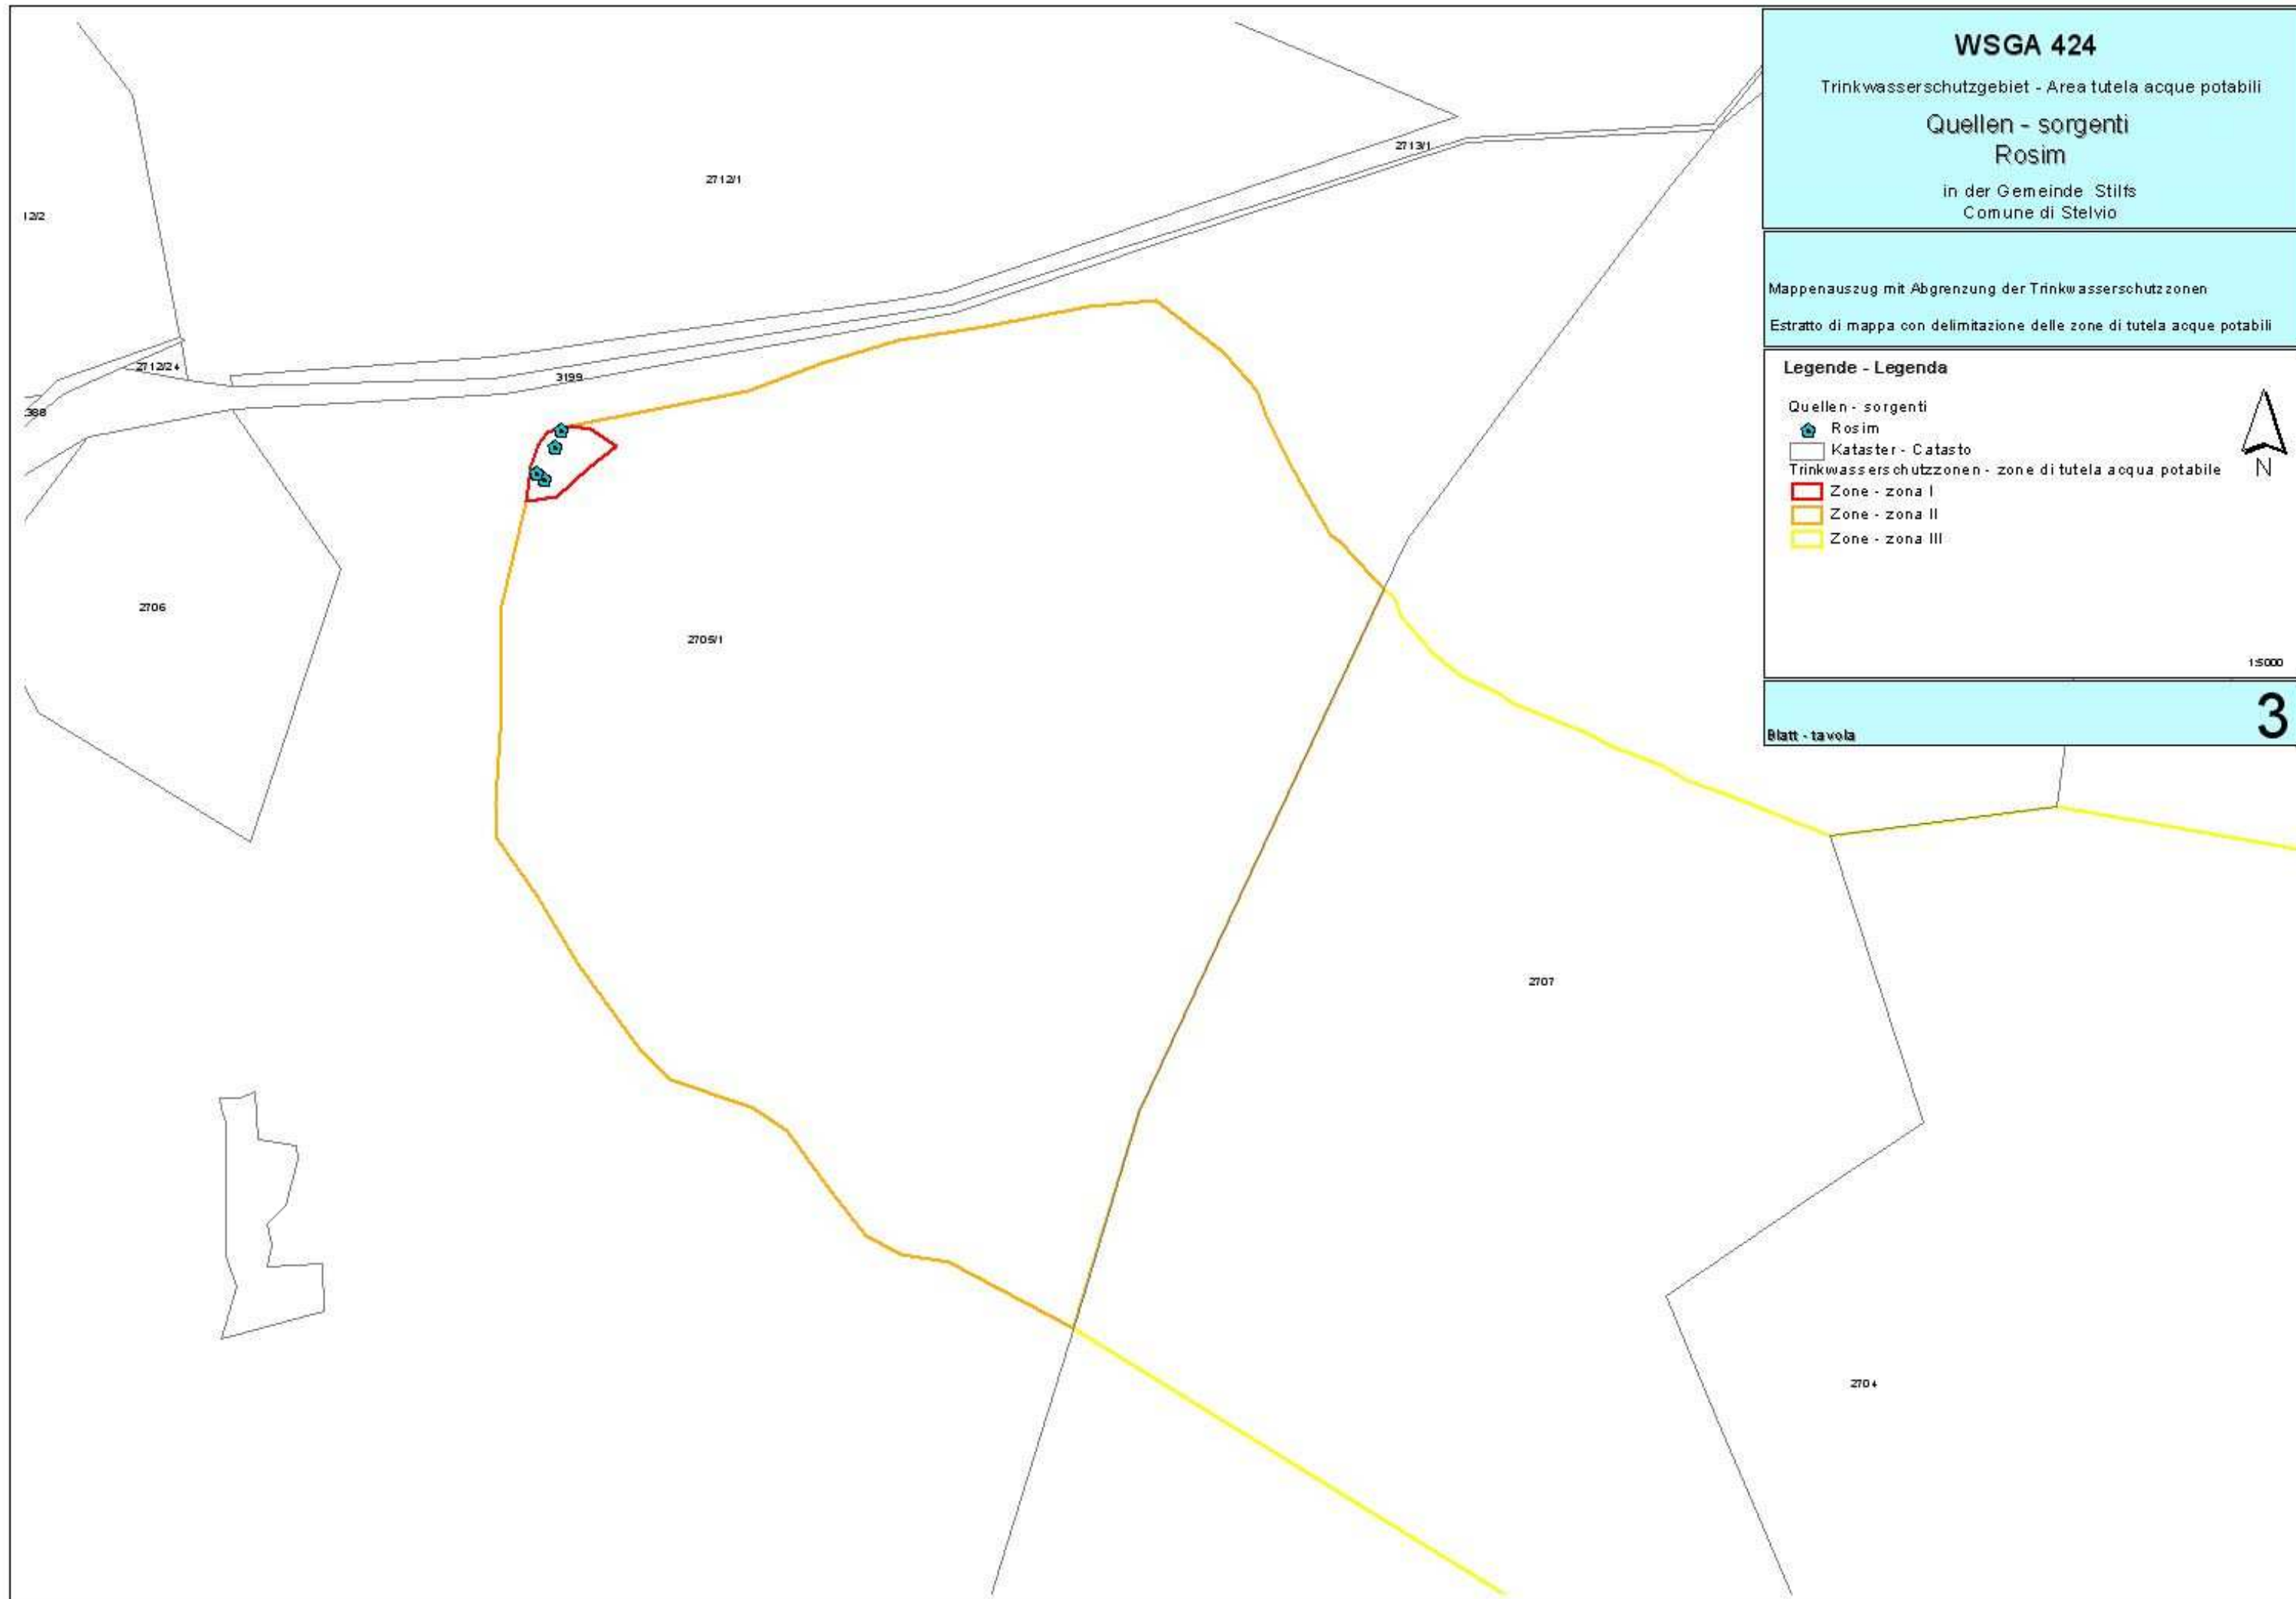 WSGA 424
Trinkwasserschutzgebiet - Area tutela acque potabili
Quellen - sorgenti
Rosim
in der Gemeinde Stilfs
Comune di Stelvio
Mappenauszug mit Abgrenzung der Trinkwasserschutzzonen
Estratto di mappa con delimitazione delle zone di tutela acque potabili
Legende - Legenda
Quellen - sorgenti
Rosim
Kataster - Catasto
Trinkwasserschutzzonen - zone di tutela acqua potabile
Zone - zona I
Zone - zona II
Zone - zona III
N
1:5000
3
Blatt - tavola
2713/1
2712/1
12/2
2712/24
3199
2706
2705/1
2707
2704